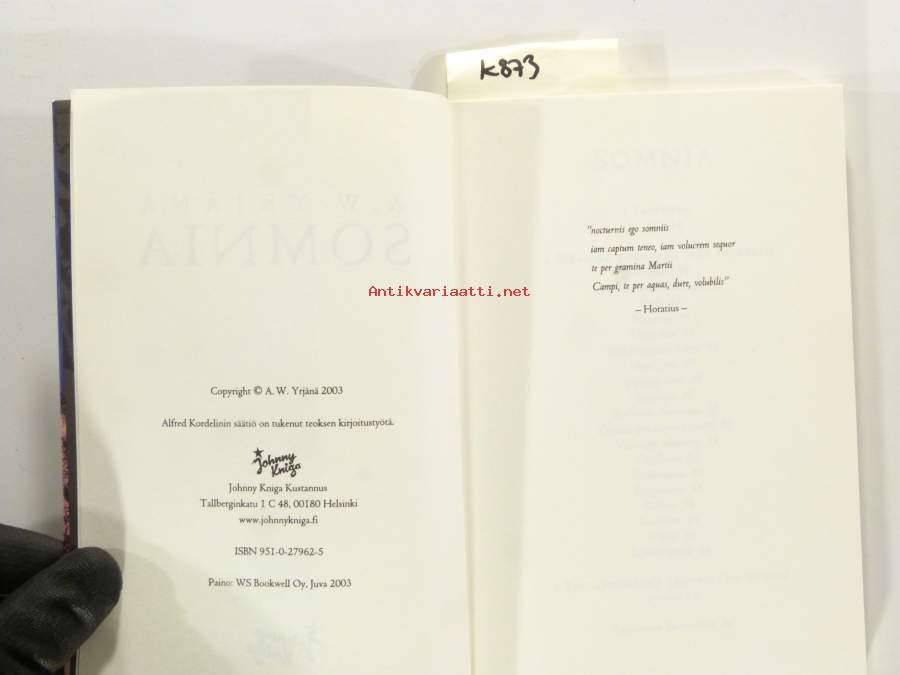 k873
A. W. YRJÄNÄ
SOMNIA
Antikvariaatti.net
Copyright © A. W. Yrjänä 2003
Alfred Kordelinin säätiö on tukenut teoksen kirjoitustyötä.
Johnny
Kniga
Johnny Kniga Kustannus
Tallberginkatu 1 C 48, 00180 Helsinki
www.johnnykniga.fi
ISBN 951-0-27962-5
Paino: WS Bookwell Oy, Juva 2003
"nocturnis ego somniis
iam captum teneo, iam volucrem sequor
te per gramina Martii
Campi, te per aquas, dure, volubilis"
– Horatius –